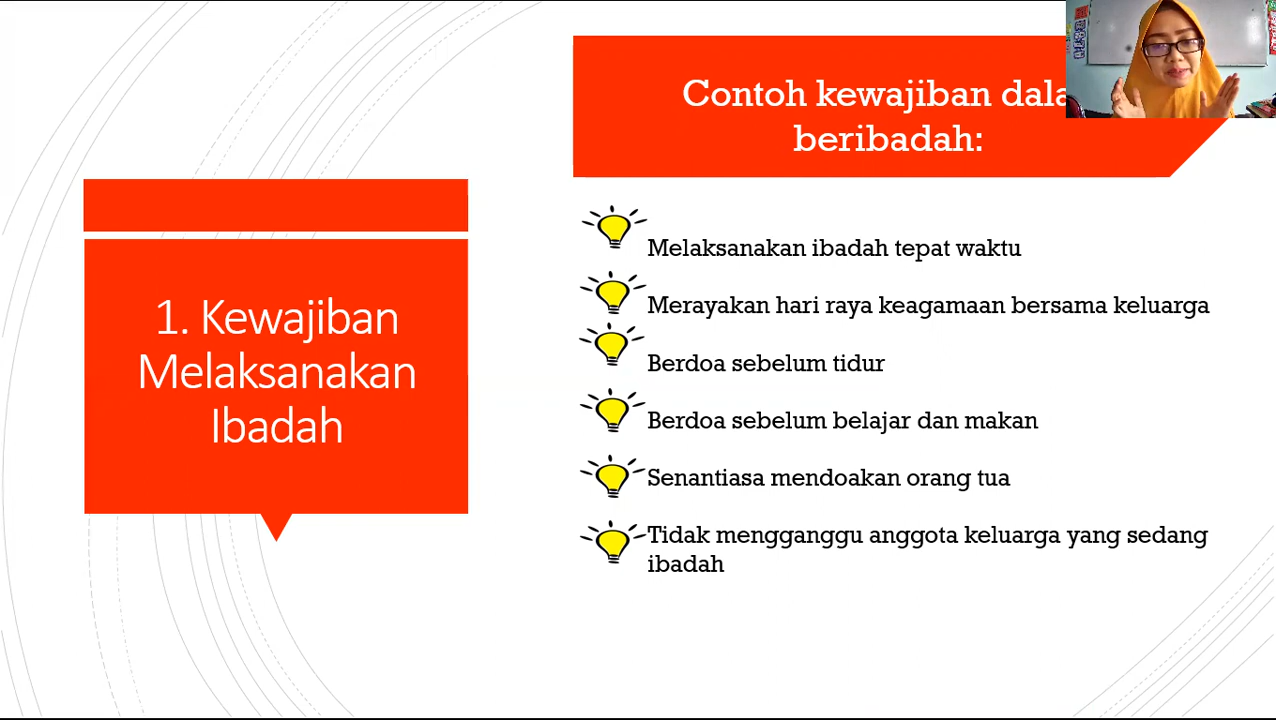 1. Kewajiban
Melaksanakan
Ibadah
Contoh kewajiban
beribadah:
Melaksanakan ibadah tepat waktu
Merayakan hari raya keagamaan bersama keluarga
Berdoa sebelum tidur
Berdoa sebelum belajar dan makan
Senantiasa mendoakan orang tua
Tidak mengganggu anggota keluarga yang sedang
ibadah